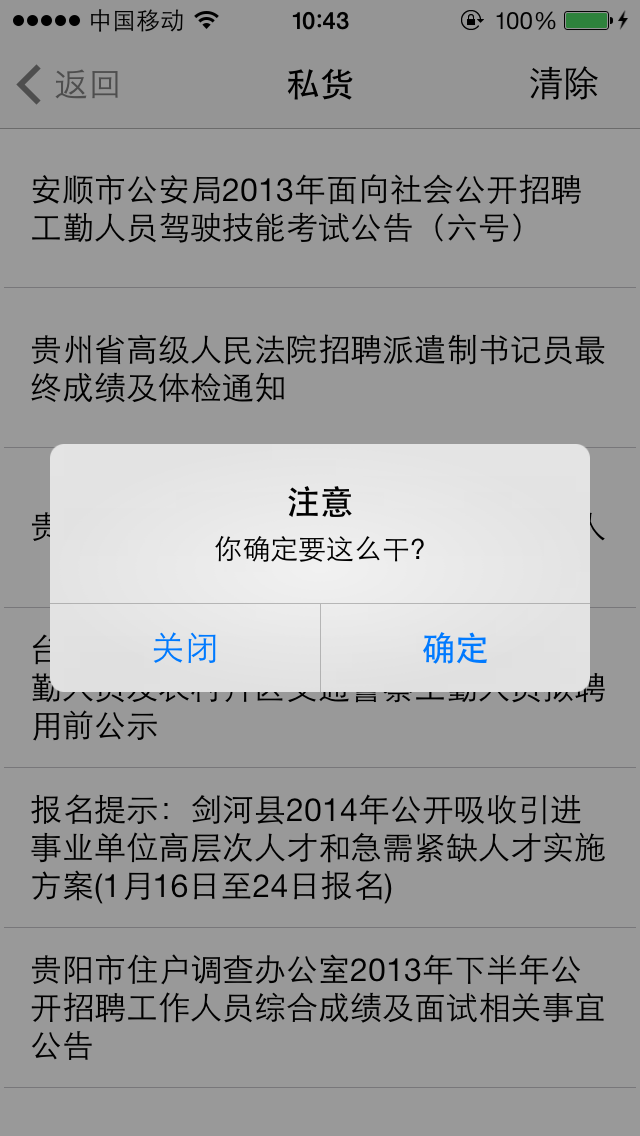 中国移动 10:43 100%
返回 私货 清除
安顺市公安局2013年面向社会公开招聘
工勤人员驾驶技能考试公告（六号）
贵州省高级人民法院招聘派遣制书记员最
终成绩及体检通知
注意
你确定要这么干?
关闭 确定
用前公示
报名提示：剑河县2014年公开吸收引进
事业单位高层次人才和急需紧缺人才实施
方案(1月16日至24日报名)
贵阳市住户调查办公室2013年下半年公
开招聘工作人员综合成绩及面试相关事宜
公告